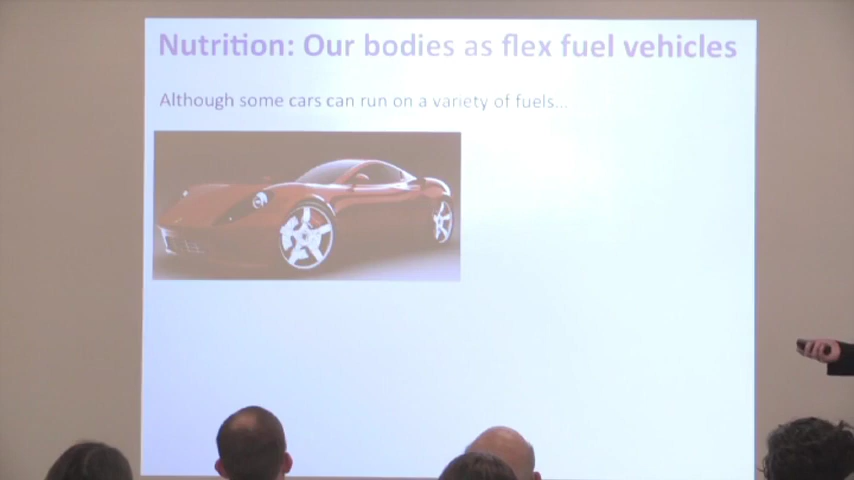 Nutrition: Our bodies as flex fuel vehicles
Although some cars can run on a variety of fuels...